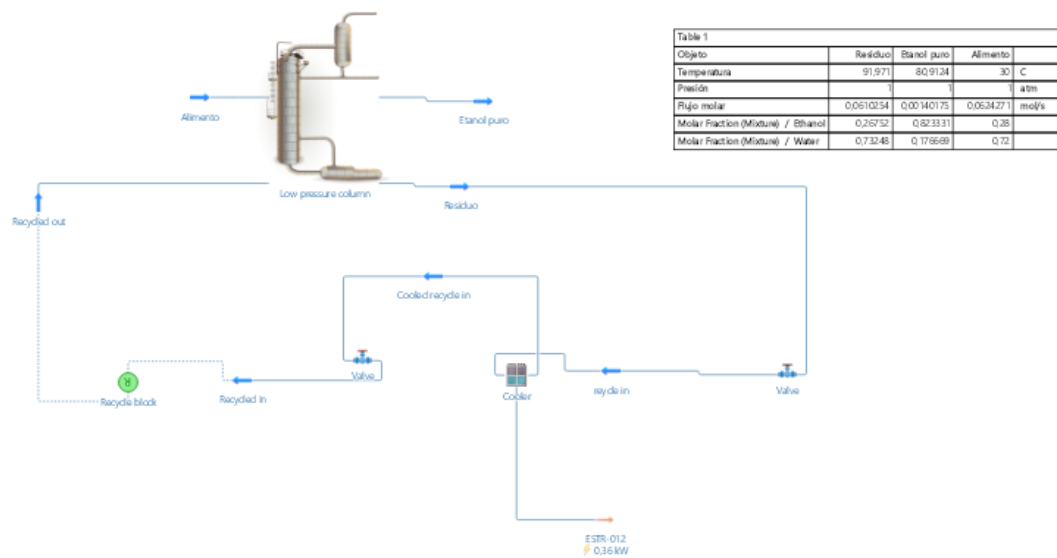 Table 1
Objeto Residuo Etanol puro Alimento
Temperatura 91,971 80,9124 30 C
Presión 1 1 1 atm
Flujo molar 0,0610254 0,00140175 0,0624271 mol/s
Molar Fraction (Mixture) / Ethanol 0,26752 0,823331 0,28
Molar Fraction (Mixture) / Water 0,73248 0,176669 0,72
Alimento
Etanol puro
Low pressure column
Residuo
Recycled out
Cooled recycle in
Valve
Recycle block
Recycled in
Cooler
reycle in
Valve
ESTR-012
0,36 kW